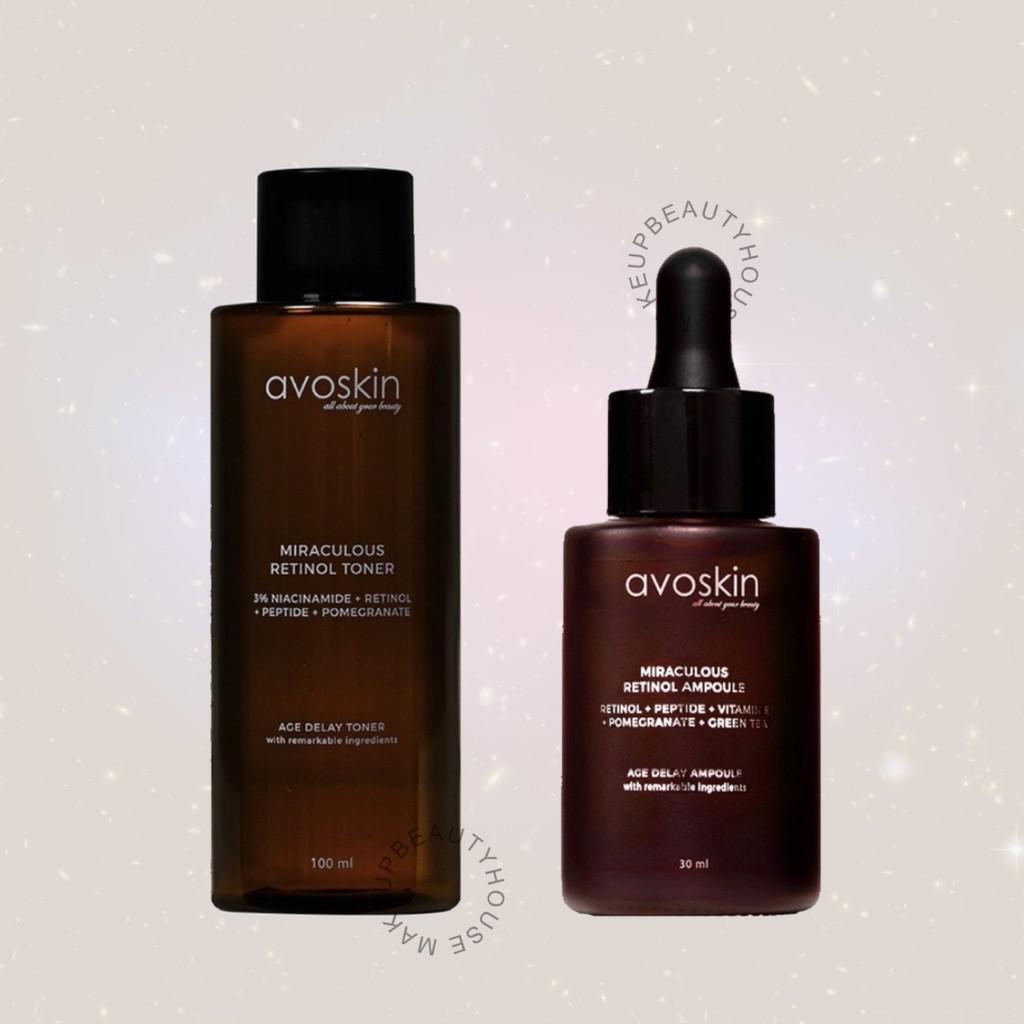 avoskin
all about your beauty
MIRACULOUS
RETINOL TONER
3% NIACINAMIDE + RETINOL
+ PEPTIDE + POMEGRANATE
AGE DELAY TONER
with remarkable ingredients
100 ml
KEUPBEAUTYHOUS
avoskin
all about your beauty
MIRACULOUS
RETINOL AMPOULE
RETINOL + PEPTIDE + VITAMIN E
+ POMEGRANATE + GREEN TEA
AGE DELAY AMPOULE
with remarkable ingredients
30 ml
UPBEAUTYHOUSE MAK